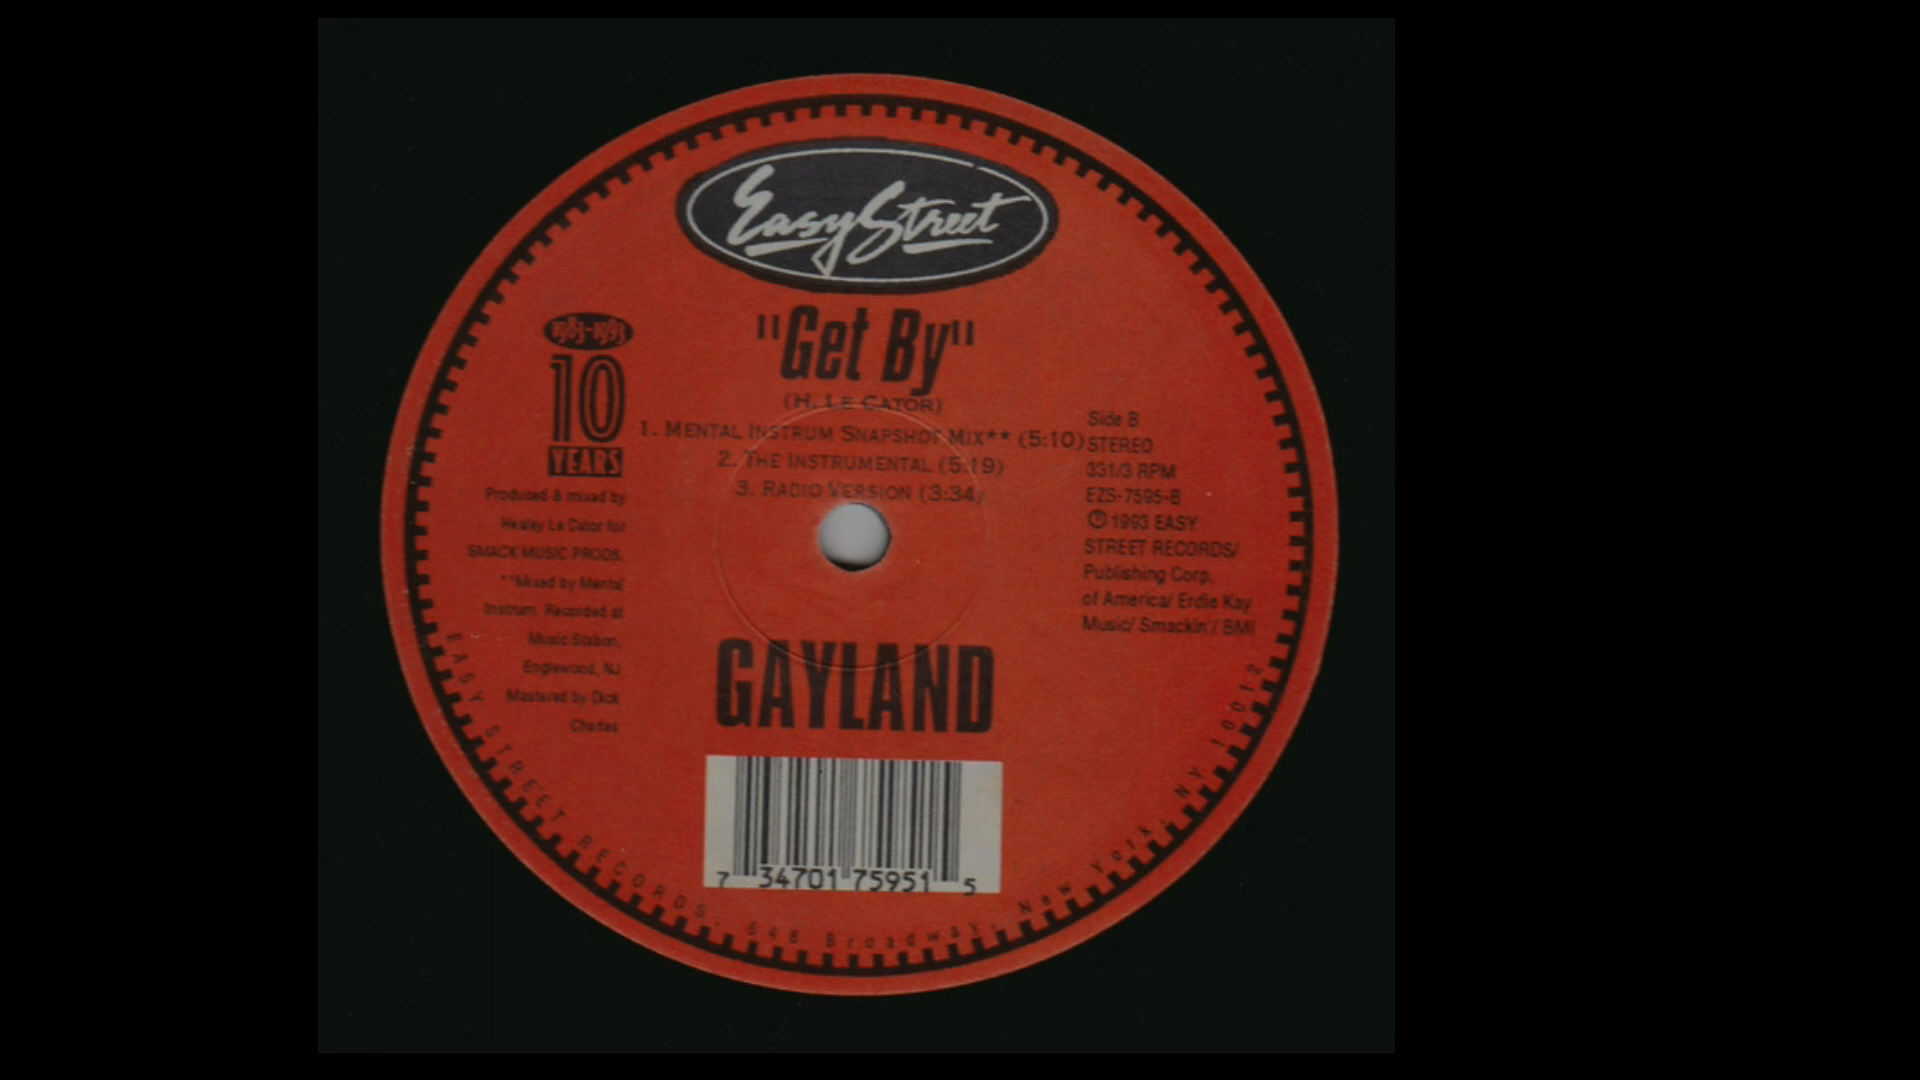 Easy Street
"Get By"
(H. LE CATOR)
1. MENTAL INSTRUM SNAPSHOT MIX** (5:10)
2. THE INSTRUMENTAL (5:19)
3. RADIO VERSION (3:34)
1983-1993
10
YEARS
Produced & mixed by
Healey Le Cator for
SMACK MUSIC PRODS.
**Mixed by Mental
Instrum. Recorded at
Music Station,
Englewood, NJ
Mastered by Dick
Charles
Side B
STEREO
331/3 RPM
EZS-7595-B
℗ 1993 EASY
STREET RECORDS/
Publishing Corp.
of America/ Erdie Kay
Music/ Smackin'/ BMI
GAYLAND
7 34701 75951 5
EASY STREET RECORDS, 648 Broadway, New York, NY 10012